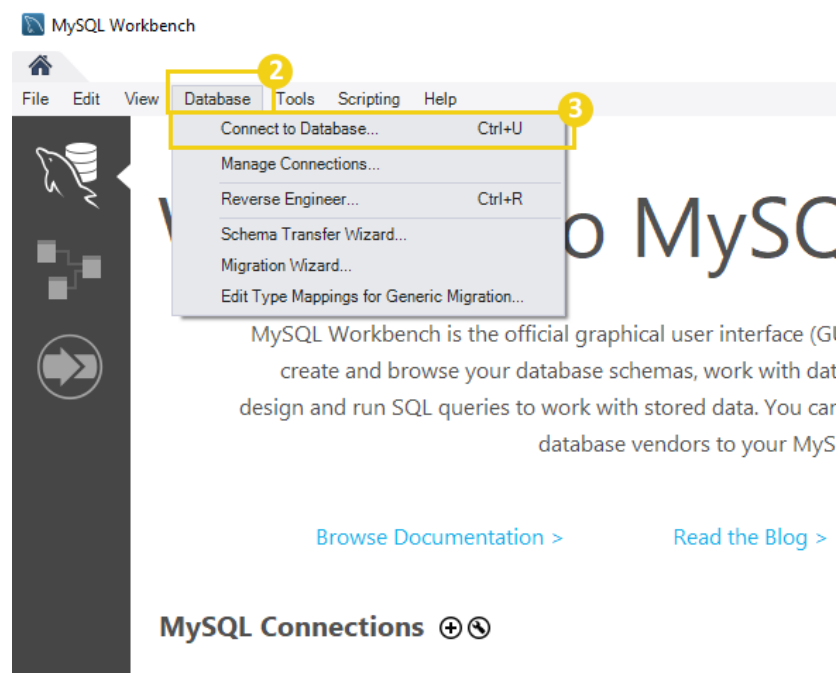 MySQL Workbench
2
File Edit View Database Tools Scripting Help
3
Connect to Database... Ctrl+U
Manage Connections...
Reverse Engineer... Ctrl+R
Schema Transfer Wizard...
Migration Wizard...
Edit Type Mappings for Generic Migration...
o MySQ
MySQL Workbench is the official graphical user interface (GU
create and browse your database schemas, work with dat
design and run SQL queries to work with stored data. You can
database vendors to your MyS
Browse Documentation > Read the Blog >
MySQL Connections